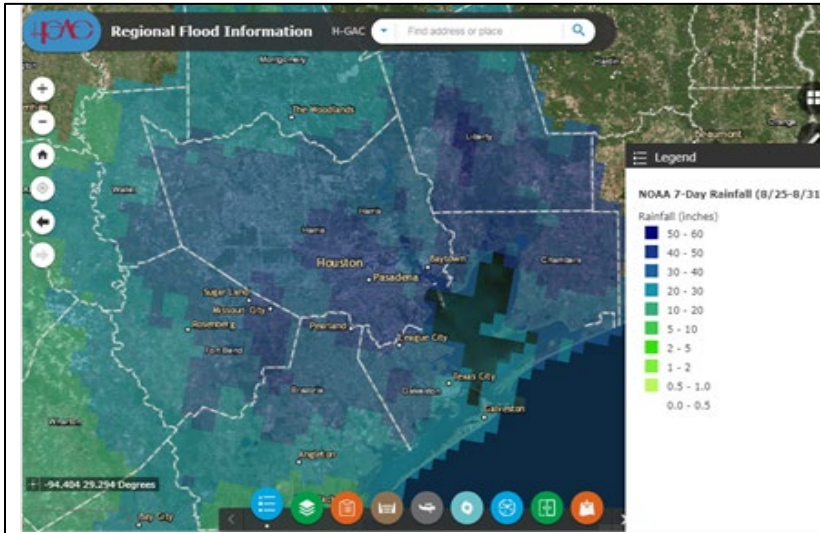 HGAC Regional Flood Information H-GAC Find address or place
Montgomery
The Woodlands
Liberty
Beaumont
Orange
Waller
Harris
Harris
Houston
Pasadena
Baytown
Chambers
Sugar Land
Missouri City
Rosenberg
Pearland
League City
Fort Bend
Texas City
Brazoria
Galveston
Galveston
Wharton
Angleton
Bay City
-94.404 29.294 Degrees
Legend
NOAA 7-Day Rainfall (8/25-8/31
Rainfall (inches)
50 - 60
40 - 50
30 - 40
20 - 30
10 - 20
5 - 10
2 - 5
1 - 2
0.5 - 1.0
0.0 - 0.5